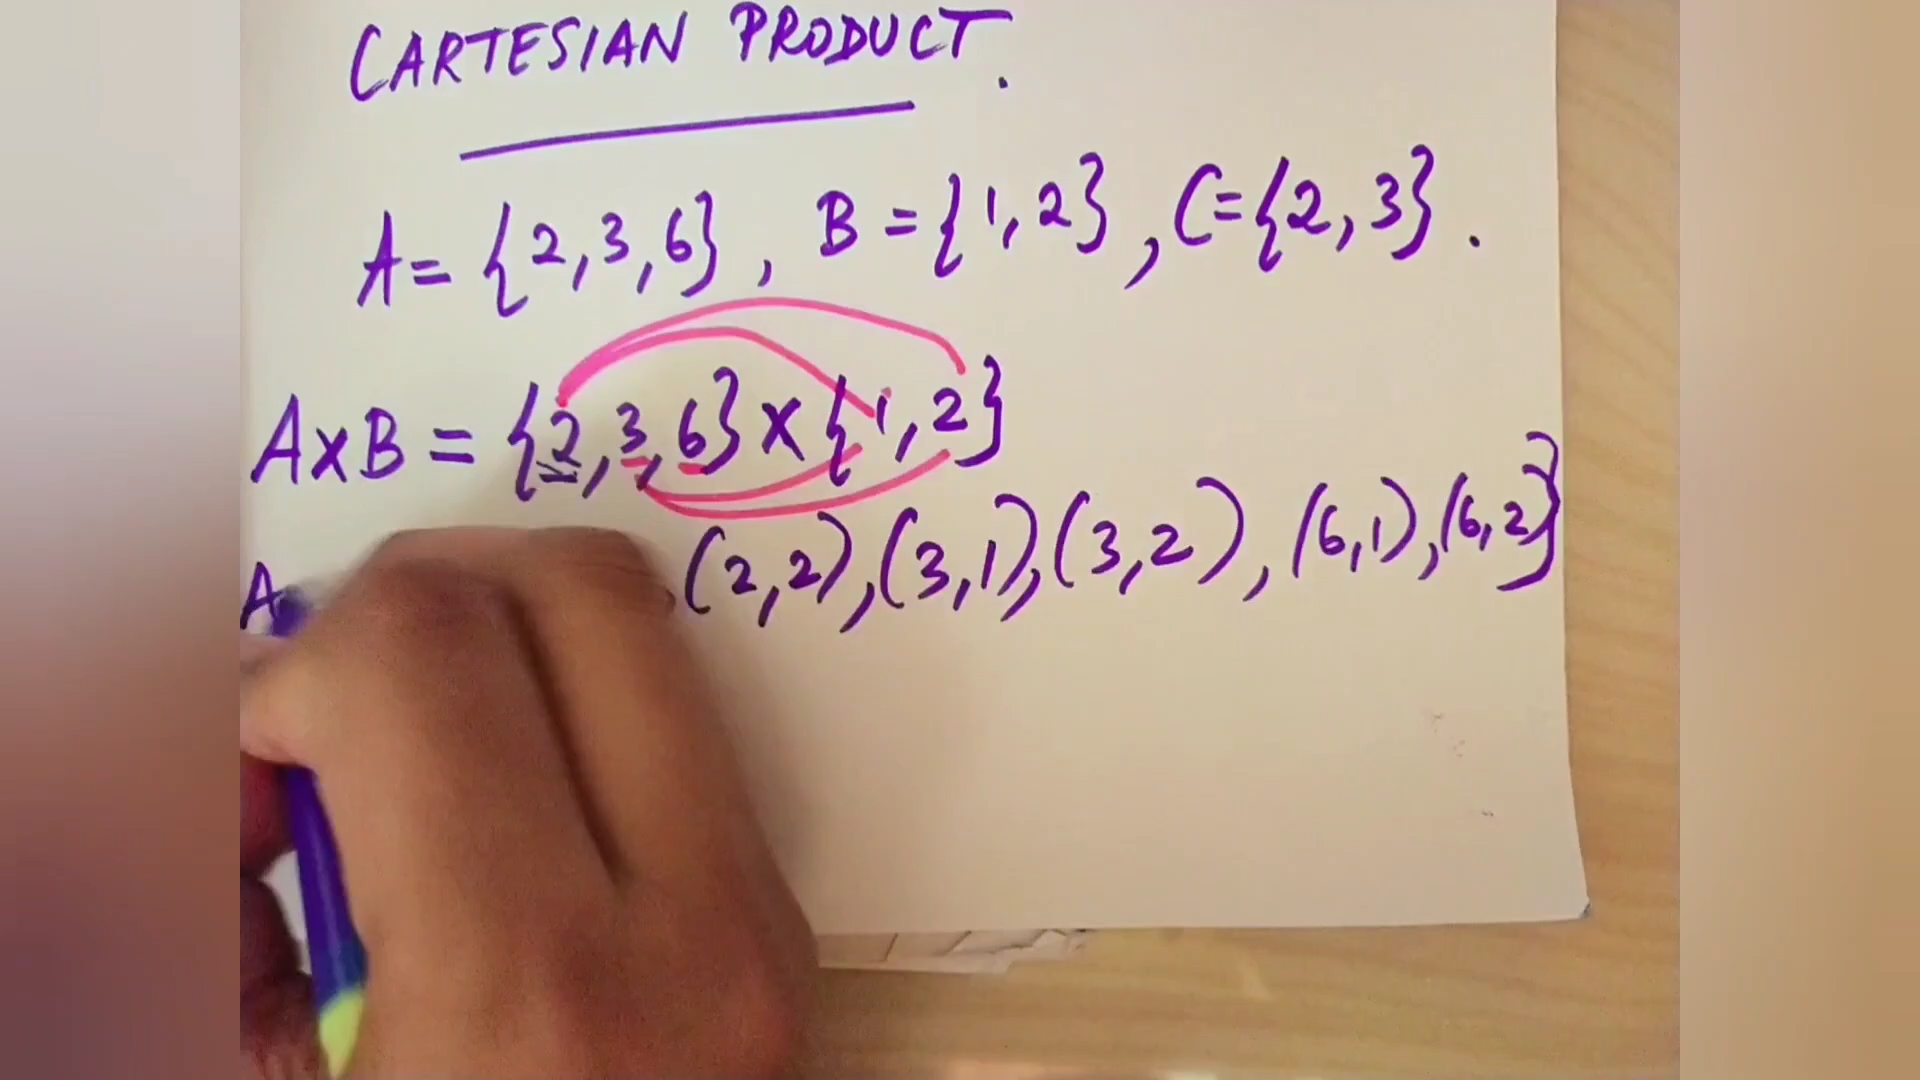 CARTESIAN PRODUCT.
A = {2, 3, 6}, B = {1, 2}, C = {2, 3}.
A x B = {2, 3, 6} x {1, 2}
A (2, 2), (3, 1), (3, 2), (6, 1), (6, 2)}